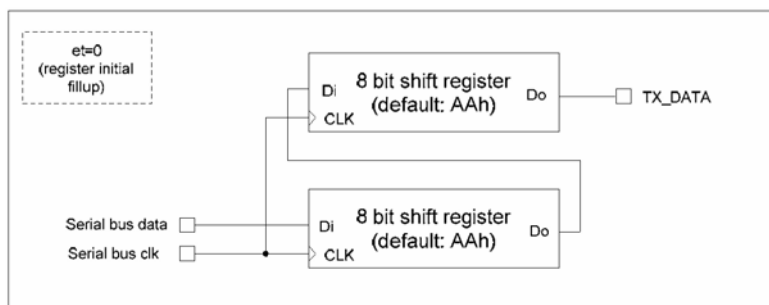 et=0
(register initial
fillup)
8 bit shift register
(default: AAh)
Di
CLK
Do
TX_DATA
8 bit shift register
(default: AAh)
Di
CLK
Do
Serial bus data
Serial bus clk